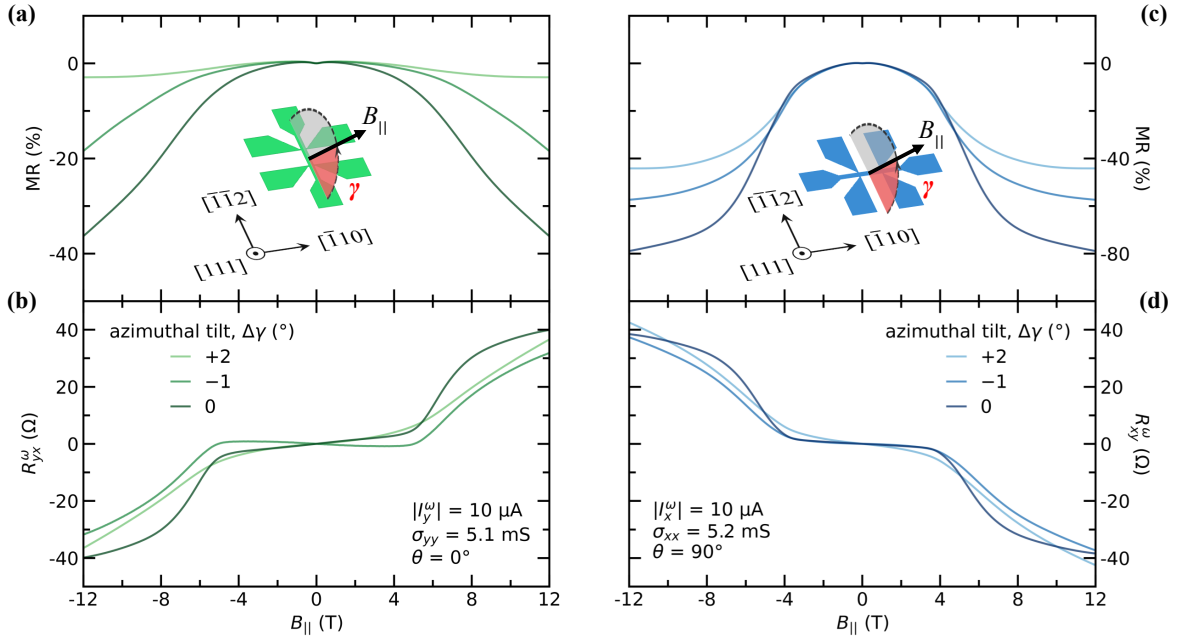 (a)
0
-20
-40
MR (%)
B||
γ
[1̅1̅2]
[1̅10]
[111]
(b)
azimuthal tilt, Δγ (°)
+2
−1
0
40
20
0
-20
-40
R^ω_yx (Ω)
|I^ω_y| = 10 μA
σ_yy = 5.1 mS
θ = 0°
-12 -8 -4 0 4 8 12
B|| (T)
(c)
0
-40
-80
MR (%)
B||
γ
[1̅1̅2]
[1̅10]
[111]
(d)
azimuthal tilt, Δγ (°)
+2
−1
0
40
20
0
-20
-40
R^ω_xy (Ω)
|I^ω_x| = 10 μA
σ_xx = 5.2 mS
θ = 90°
-12 -8 -4 0 4 8 12
B|| (T)